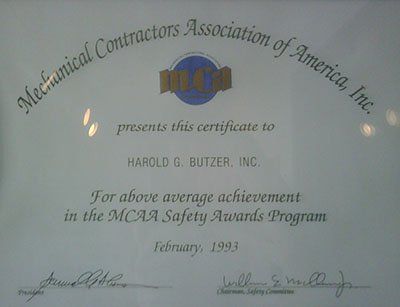 Mechanical Contractors Association of America, Inc.
mca
presents this certificate to
HAROLD G. BUTZER, INC.
For above average achievement
in the MCAA Safety Awards Program
February, 1993
President
Chairman, Safety Committee